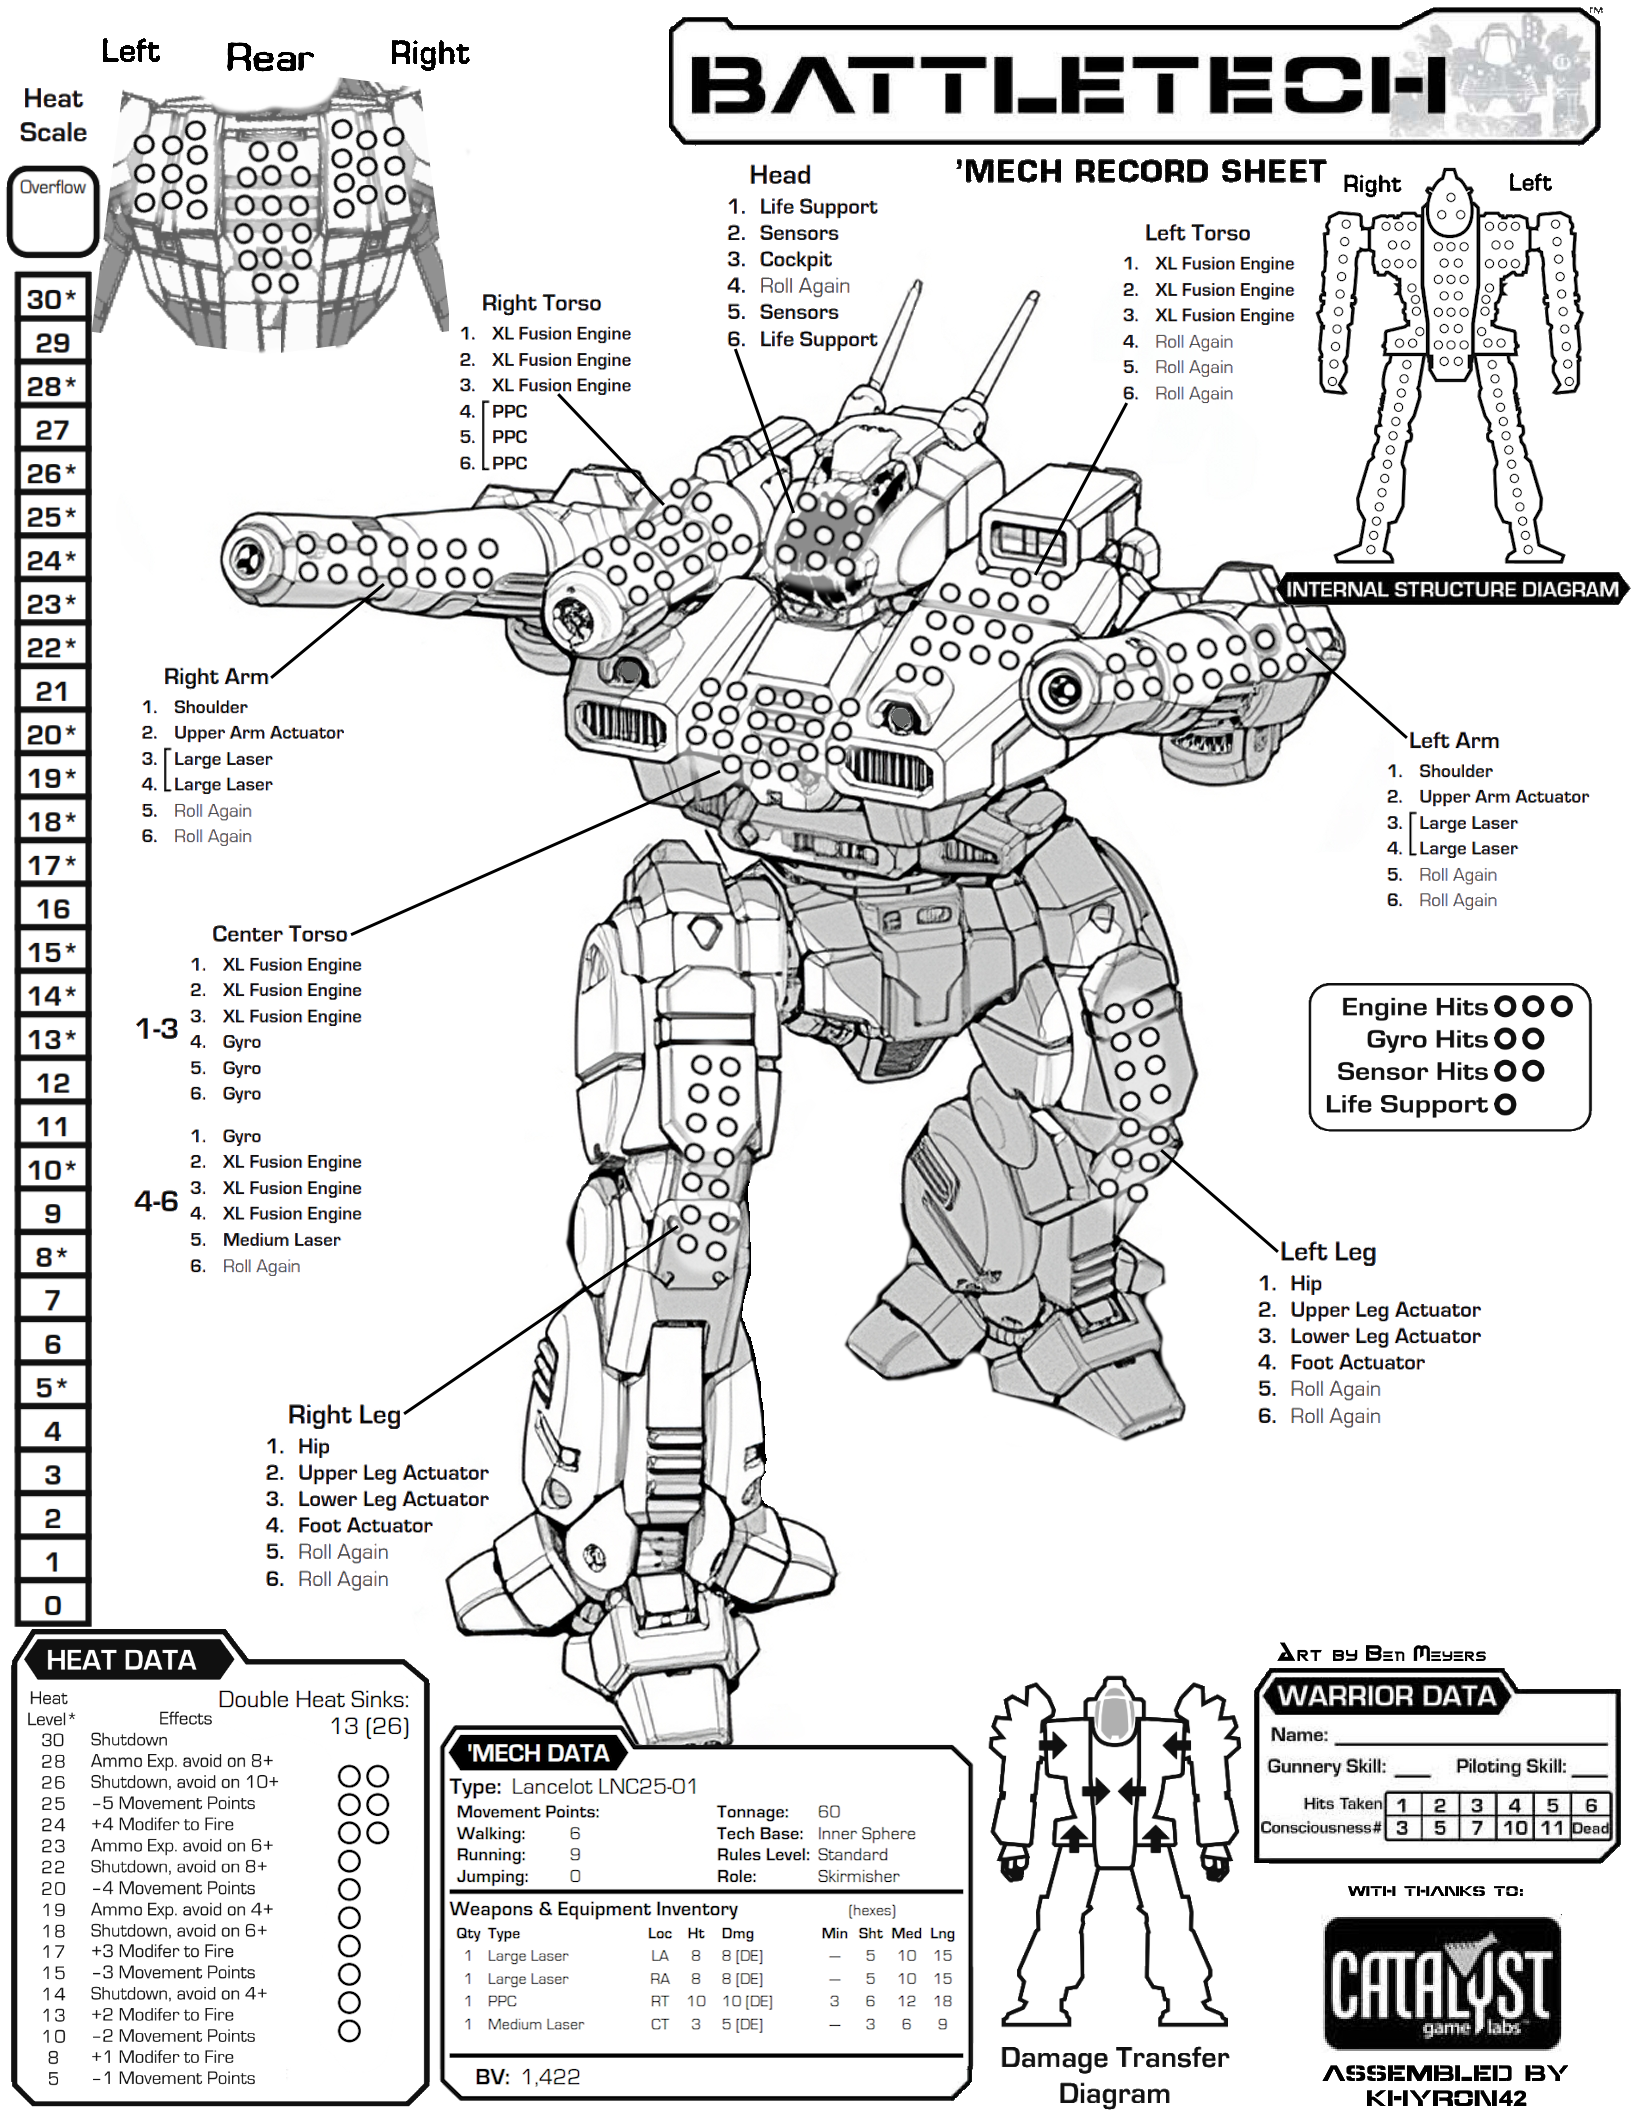 Left Rear Right
BATTLETECH
TM
'MECH RECORD SHEET
Heat
Scale
Overflow
30*
29
28*
27
26*
25*
24*
23*
22*
21
20*
19*
18*
17*
16
15*
14*
13*
12
11
10*
9
8*
7
6
5*
4
3
2
1
0
Head
1. Life Support
2. Sensors
3. Cockpit
4. Roll Again
5. Sensors
6. Life Support
Right Torso
1. XL Fusion Engine
2. XL Fusion Engine
3. XL Fusion Engine
4. PPC
5. PPC
6. PPC
Left Torso
1. XL Fusion Engine
2. XL Fusion Engine
3. XL Fusion Engine
4. Roll Again
5. Roll Again
6. Roll Again
Right Left
INTERNAL STRUCTURE DIAGRAM
Right Arm
1. Shoulder
2. Upper Arm Actuator
3. Large Laser
4. Large Laser
5. Roll Again
6. Roll Again
Left Arm
1. Shoulder
2. Upper Arm Actuator
3. Large Laser
4. Large Laser
5. Roll Again
6. Roll Again
Center Torso
1-3
1. XL Fusion Engine
2. XL Fusion Engine
3. XL Fusion Engine
4. Gyro
5. Gyro
6. Gyro
4-6
1. Gyro
2. XL Fusion Engine
3. XL Fusion Engine
4. XL Fusion Engine
5. Medium Laser
6. Roll Again
Engine Hits
Gyro Hits
Sensor Hits
Life Support
Left Leg
1. Hip
2. Upper Leg Actuator
3. Lower Leg Actuator
4. Foot Actuator
5. Roll Again
6. Roll Again
Right Leg
1. Hip
2. Upper Leg Actuator
3. Lower Leg Actuator
4. Foot Actuator
5. Roll Again
6. Roll Again
HEAT DATA
Heat
Level* Effects
Double Heat Sinks:
13 (26)
30 Shutdown
28 Ammo Exp. avoid on 8+
26 Shutdown, avoid on 10+
25 -5 Movement Points
24 +4 Modifer to Fire
23 Ammo Exp. avoid on 6+
22 Shutdown, avoid on 8+
20 -4 Movement Points
19 Ammo Exp. avoid on 4+
18 Shutdown, avoid on 6+
17 +3 Modifer to Fire
15 -3 Movement Points
14 Shutdown, avoid on 4+
13 +2 Modifer to Fire
10 -2 Movement Points
8 +1 Modifer to Fire
5 -1 Movement Points
'MECH DATA
Type: Lancelot LNC25-01
Movement Points: Tonnage: 60
Walking: 6 Tech Base: Inner Sphere
Running: 9 Rules Level: Standard
Jumping: 0 Role: Skirmisher
Weapons & Equipment Inventory (hexes)
Qty Type Loc Ht Dmg Min Sht Med Lng
1 Large Laser LA 8 8 [DE] — 5 10 15
1 Large Laser RA 8 8 [DE] — 5 10 15
1 PPC RT 10 10 [DE] 3 6 12 18
1 Medium Laser CT 3 5 [DE] — 3 6 9
BV: 1,422
Damage Transfer
Diagram
Art by Ben Meyers
WARRIOR DATA
Name:
Gunnery Skill: Piloting Skill:
Hits Taken 1 2 3 4 5 6
Consciousness# 3 5 7 10 11 Dead
WITH THANKS TO:
CATALYST
game labs
ASSEMBLED BY
KHYRON42